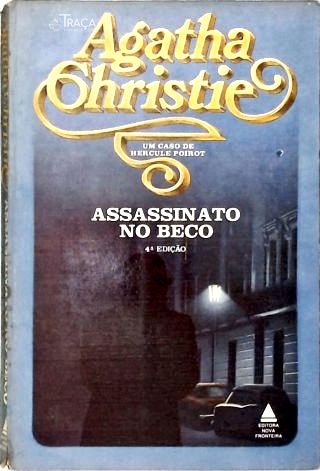 TRAÇA
Agatha
Christie
UM CASO DE
HERCULE POIROT
ASSASSINATO
NO BECO
4ª EDIÇÃO
EDITORA
NOVA
FRONTEIRA